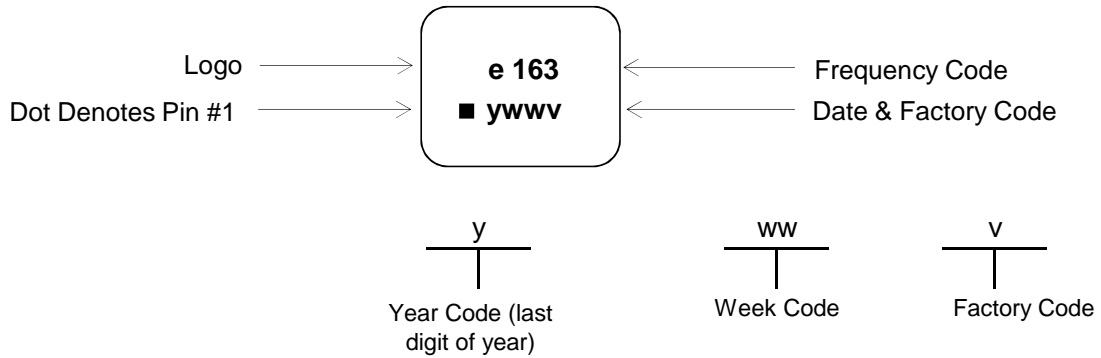 Logo
e 163
Frequency Code
Dot Denotes Pin #1
■ ywwv
Date & Factory Code
y
ww
v
Year Code (last
digit of year)
Week Code
Factory Code